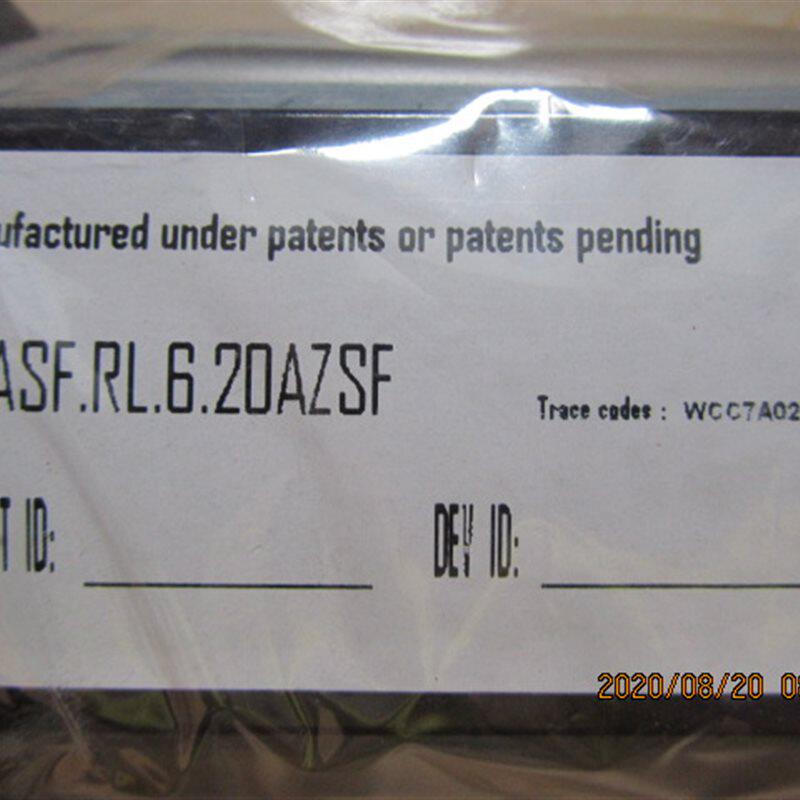 ufactured under patents or patents pending
ASF.RL.6.20AZSF
Trace codes : WCC7A02
T ID:
DEV ID:
2020/08/20 0